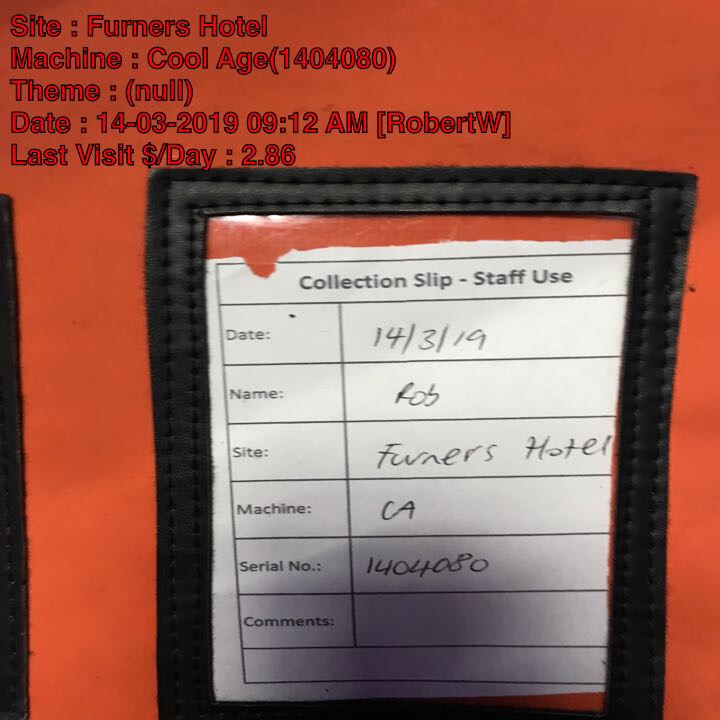 Site : Furners Hotel
Machine : Cool Age(1404080)
Theme : (null)
Date : 14-03-2019 09:12 AM [RobertW]
Last Visit $/Day : 2.86
Collection Slip - Staff Use
Date: 14/3/19
Name: Rob
Site: Furners Hotel
Machine: CA
Serial No.: 1404080
Comments: